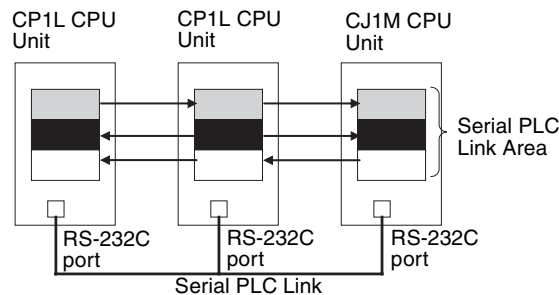 CP1L CPU
Unit
CP1L CPU
Unit
CJ1M CPU
Unit
Serial PLC
Link Area
RS-232C
port
RS-232C
port
RS-232C
port
Serial PLC Link